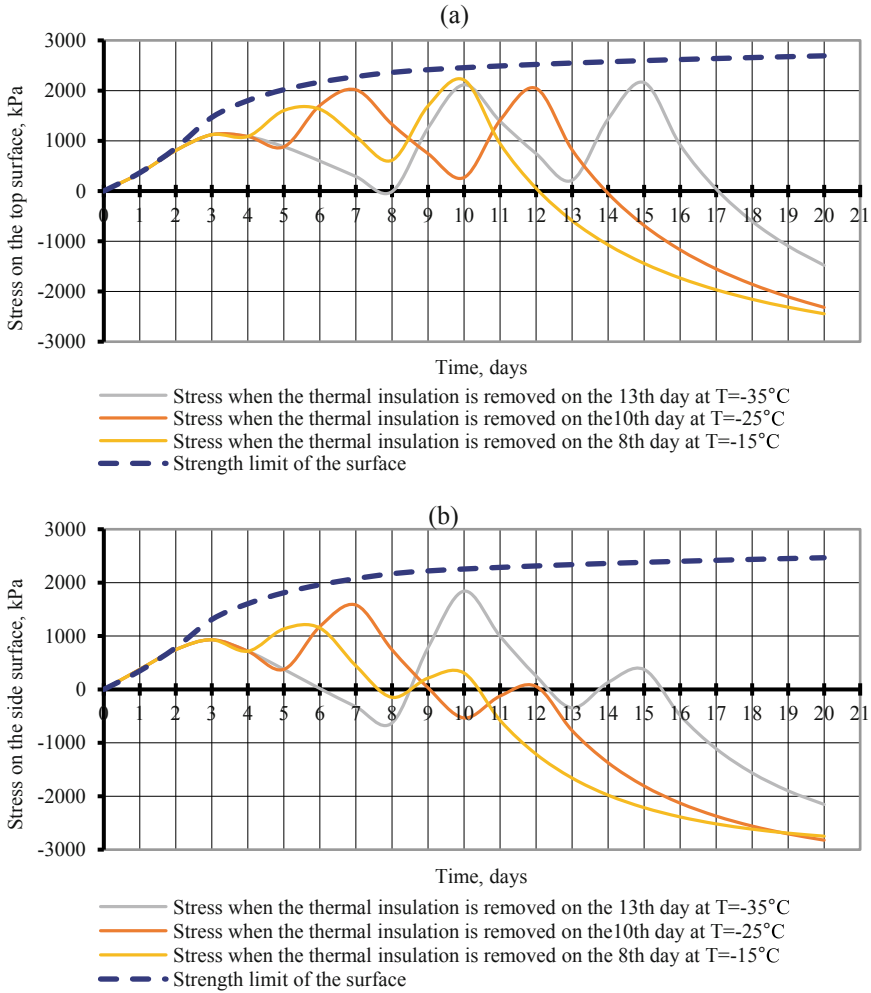 (a)
Stress on the top surface, kPa
3000
2000
1000
0
-1000
-2000
-3000
0 1 2 3 4 5 6 7 8 9 10 11 12 13 14 15 16 17 18 19 20 21
Time, days
Stress when the thermal insulation is removed on the 13th day at T=-35°C
Stress when the thermal insulation is removed on the10th day at T=-25°C
Stress when the thermal insulation is removed on the 8th day at T=-15°C
Strength limit of the surface
(b)
Stress on the side surface, kPa
3000
2000
1000
0
-1000
-2000
-3000
0 1 2 3 4 5 6 7 8 9 10 11 12 13 14 15 16 17 18 19 20 21
Time, days
Stress when the thermal insulation is removed on the 13th day at T=-35°C
Stress when the thermal insulation is removed on the10th day at T=-25°C
Stress when the thermal insulation is removed on the 8th day at T=-15°C
Strength limit of the surface